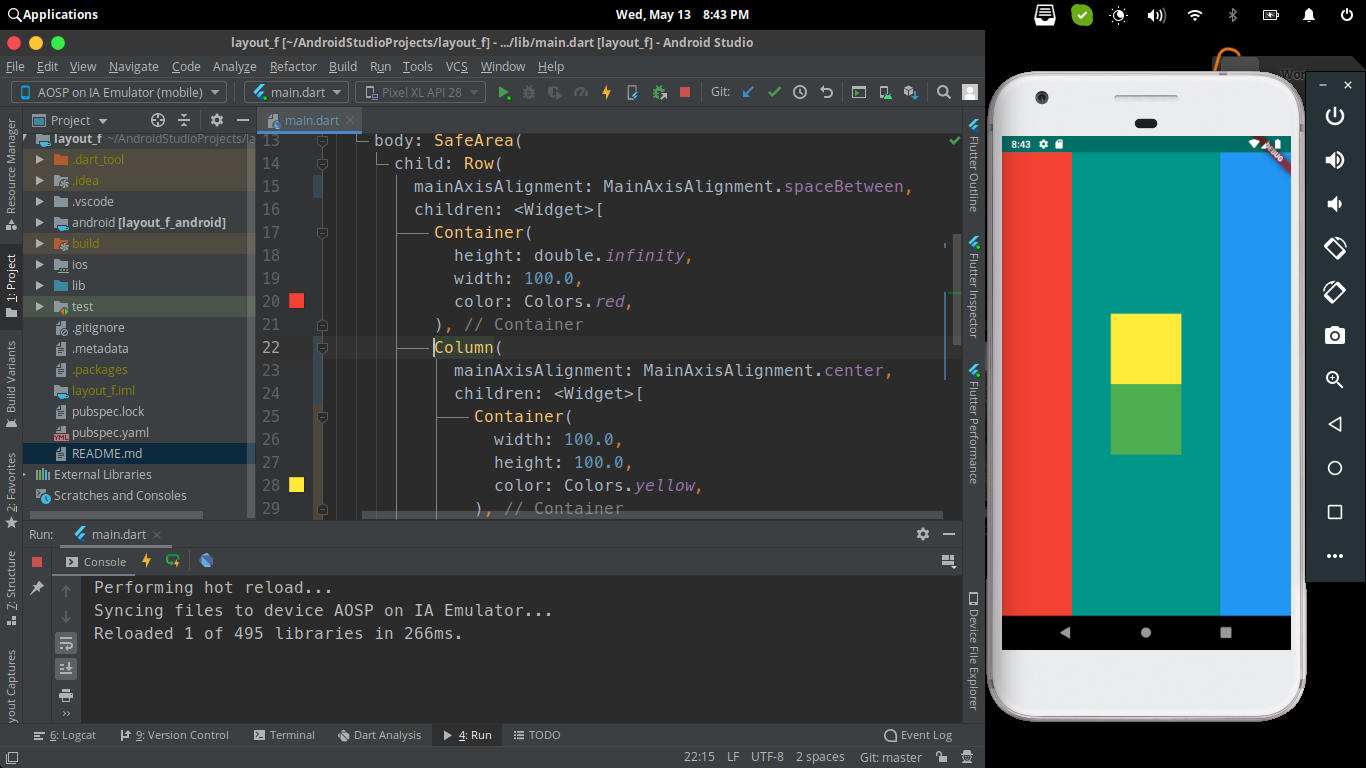 Applications
Wed, May 13 8:43 PM
layout_f [~/AndroidStudioProjects/layout_f] - .../lib/main.dart [layout_f] - Android Studio
File Edit View Navigate Code Analyze Refactor Build Run Tools VCS Window Help
AOSP on IA Emulator (mobile) main.dart Pixel XL API 28 Git:
Project
main.dart
Resource Manager
1: Project
Build Variants
2: Favorites
7: Structure
yout Captures
layout_f ~/AndroidStudioProjects/la
.dart_tool
.idea
.vscode
android [layout_f_android]
build
ios
lib
test
.gitignore
.metadata
.packages
layout_f.iml
pubspec.lock
pubspec.yaml
README.md
External Libraries
Scratches and Consoles
13 body: SafeArea(
14 child: Row(
15 mainAxisAlignment: MainAxisAlignment.spaceBetween,
16 children: <Widget>[
17 Container(
18 height: double.infinity,
19 width: 100.0,
20 color: Colors.red,
21 ), // Container
22 Column(
23 mainAxisAlignment: MainAxisAlignment.center,
24 children: <Widget>[
25 Container(
26 width: 100.0,
27 height: 100.0,
28 color: Colors.yellow,
29 ), // Container
Flutter Outline
Flutter Inspector
Flutter Performance
Device File Explorer
Run: main.dart
Console
Performing hot reload...
Syncing files to device AOSP on IA Emulator...
Reloaded 1 of 495 libraries in 266ms.
6: Logcat 9: Version Control Terminal Dart Analysis 4: Run TODO Event Log
22:15 LF UTF-8 2 spaces Git: master
8:43
DEBUG